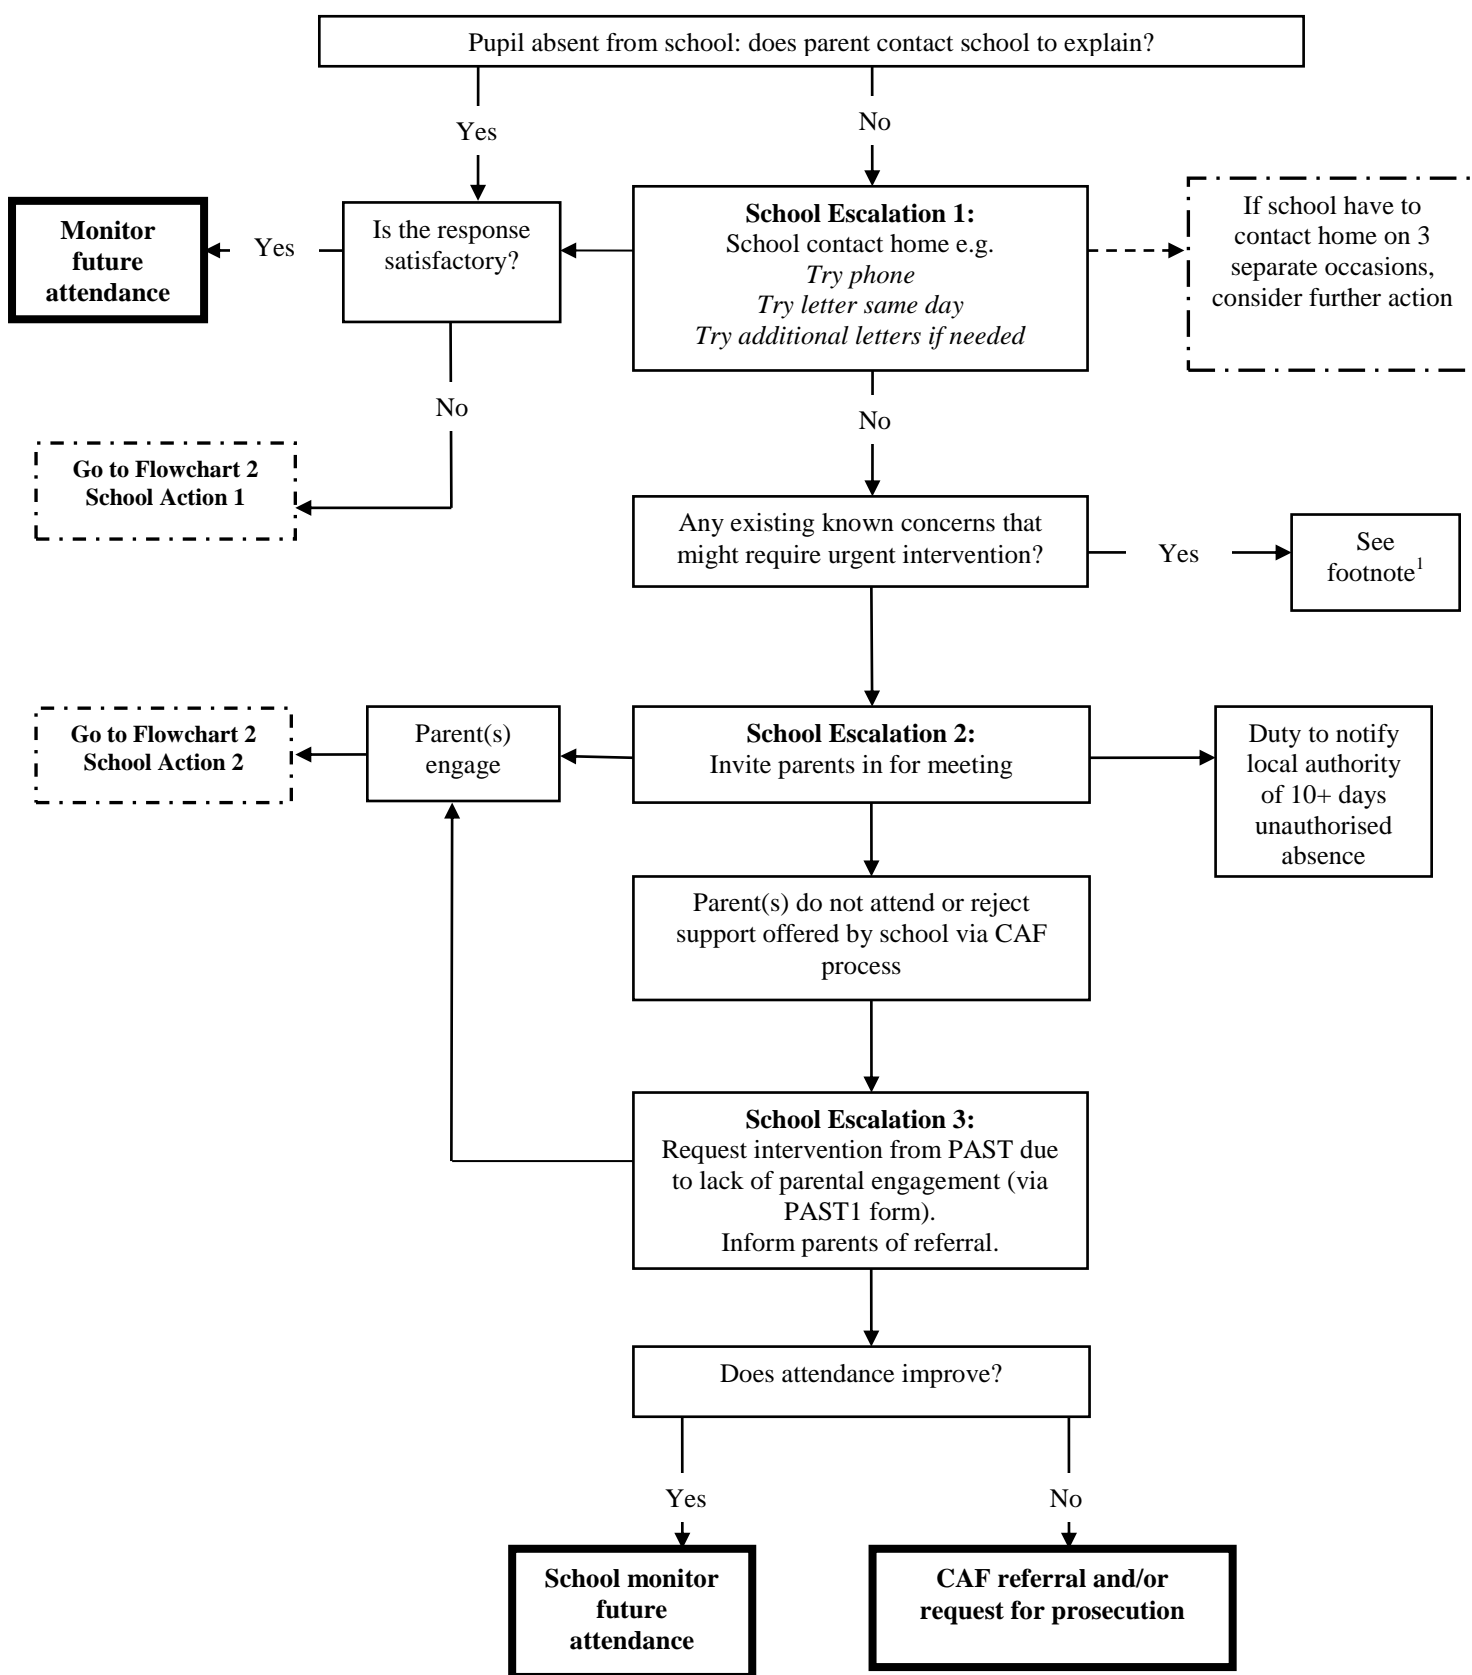 Pupil absent from school: does parent contact school to explain?
Yes
No
Monitor
future
attendance
Yes
Is the response
satisfactory?
School Escalation 1:
School contact home e.g.
Try phone
Try letter same day
Try additional letters if needed
If school have to
contact home on 3
separate occasions,
consider further action
No
No
Go to Flowchart 2
School Action 1
Any existing known concerns that
might require urgent intervention?
Yes
See
footnote¹
Go to Flowchart 2
School Action 2
Parent(s)
engage
School Escalation 2:
Invite parents in for meeting
Duty to notify
local authority
of 10+ days
unauthorised
absence
Parent(s) do not attend or reject
support offered by school via CAF
process
School Escalation 3:
Request intervention from PAST due
to lack of parental engagement (via
PAST1 form).
Inform parents of referral.
Does attendance improve?
Yes
No
School monitor
future
attendance
CAF referral and/or
request for prosecution